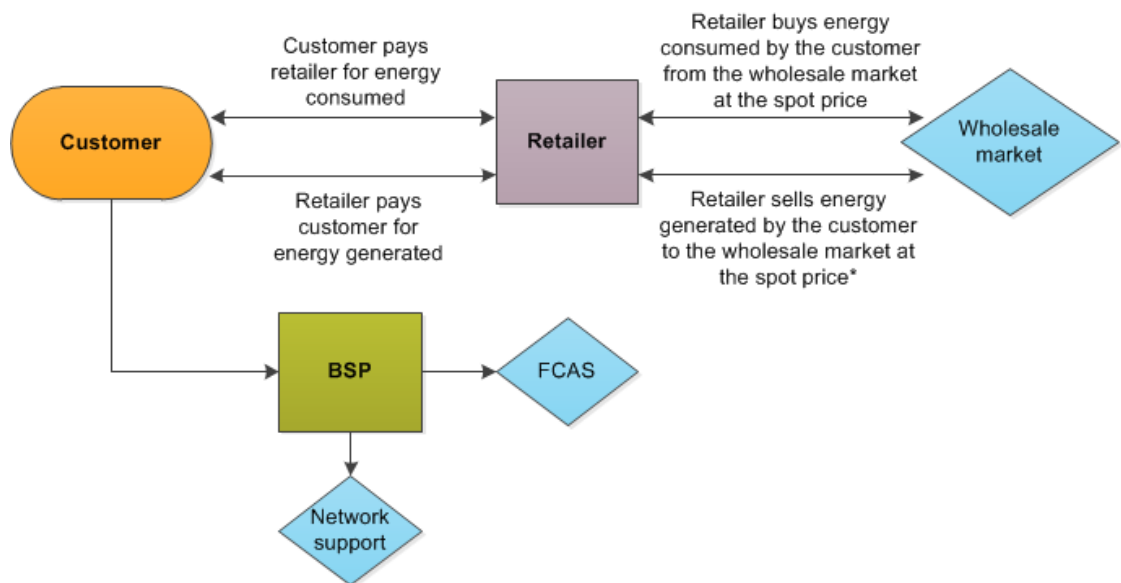 Customer pays
retailer for energy
consumed
Retailer buys energy
consumed by the customer
from the wholesale market
at the spot price
Customer
Retailer
Wholesale
market
Retailer pays
customer for
energy generated
Retailer sells energy
generated by the customer
to the wholesale market at
the spot price*
BSP
FCAS
Network
support